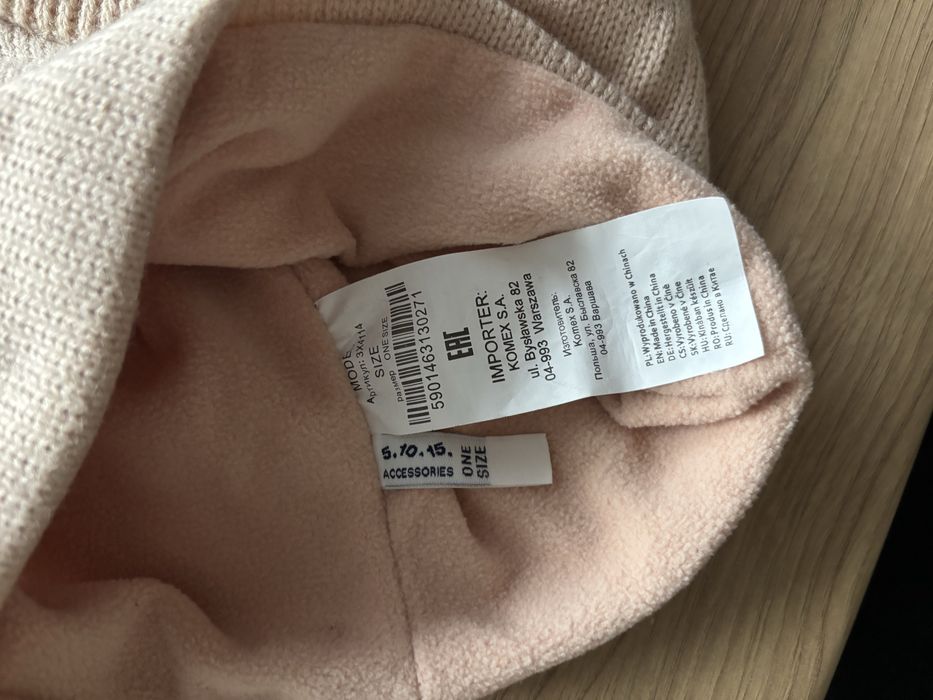 MODE
Артикул: 3X4114
SIZE
размер ONE SIZE
5901463130271
EAC
IMPORTER:
KOMEX S.A.
ul. Bysławska 82
04-993 Warszawa
Изготовитель:
Komex S.A.
Польша, ул. Быславска 82
04-993 Варшава
PL:Wyprodukowano w Chinach
EN: Made in China
DE: Hergestellt in China
CS:Vyrobeno v Číně
SK:Vyrobené v Číne
HU: Kínában készült
RO: Produs in China
RU: Сделано в Китае
5.10.15.
ACCESSORIES
ONE
SIZE